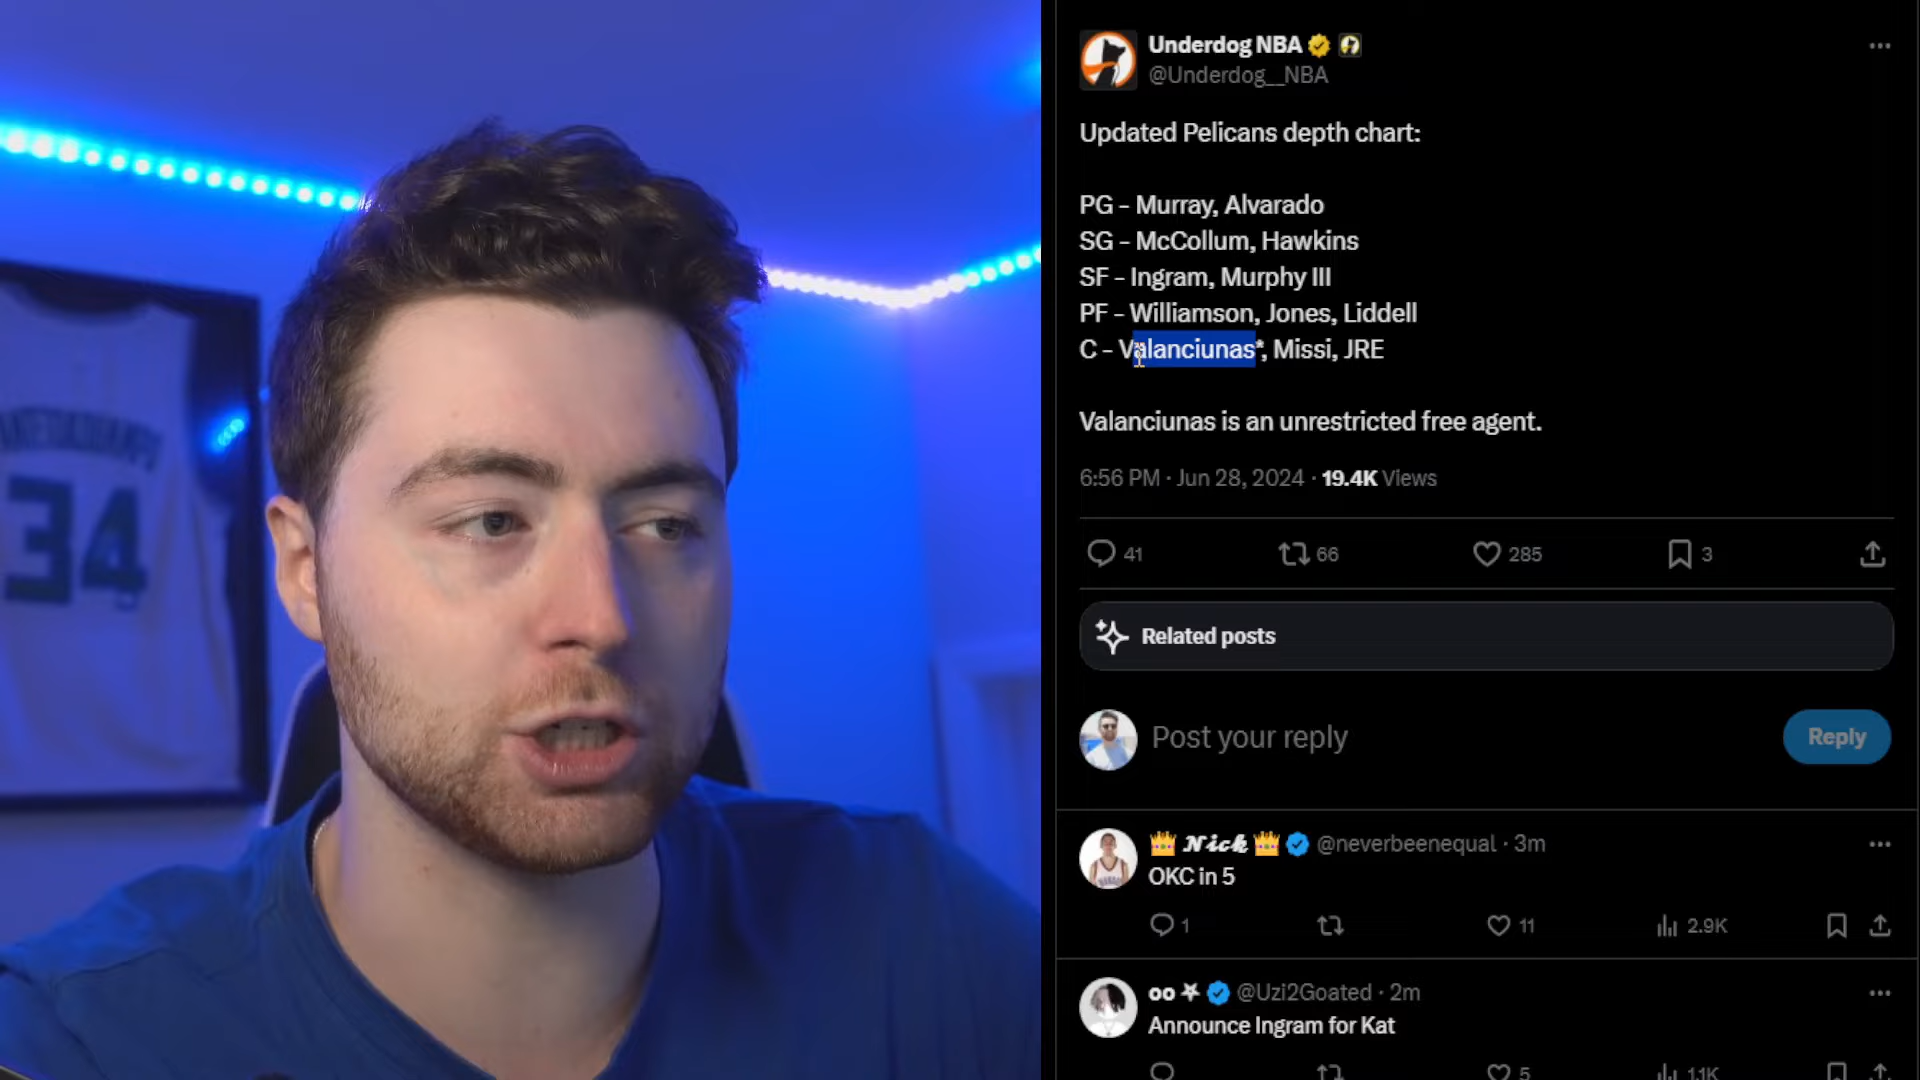 ANTETOKOUNMPO
34
Underdog NBA
@Underdog__NBA
Updated Pelicans depth chart:
PG - Murray, Alvarado
SG - McCollum, Hawkins
SF - Ingram, Murphy III
PF - Williamson, Jones, Liddell
C - Valanciunas*, Missi, JRE
Valanciunas is an unrestricted free agent.
6:56 PM · Jun 28, 2024 · 19.4K Views
41 66 285 3
Related posts
Post your reply
Reply
👑 𝓝𝓲𝓬𝓴 👑 @neverbeenequal · 3m
OKC in 5
1 11 2.9K
oo ⛧ @Uzi2Goated · 2m
Announce Ingram for Kat
5 1.1K